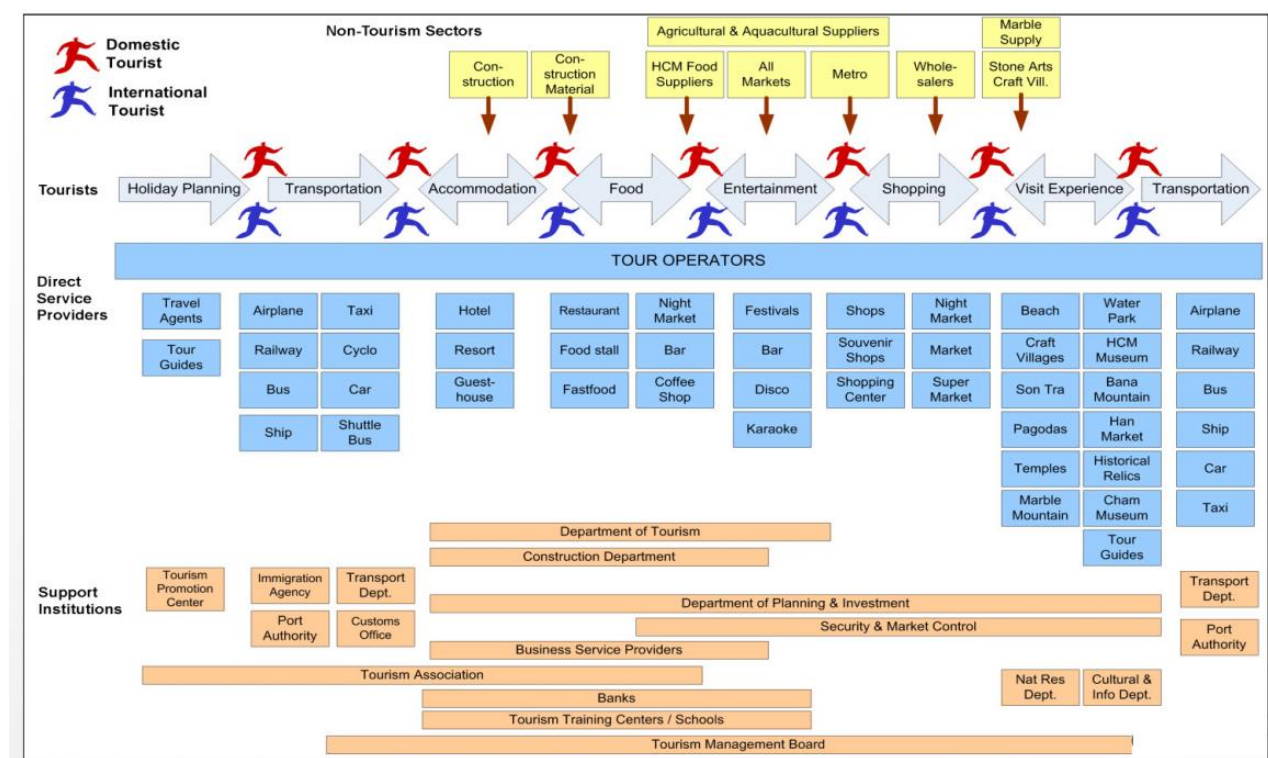 Domestic
Tourist
International
Tourist
Non-Tourism Sectors
Agricultural & Aquacultural Suppliers
Marble
Supply
Con-
struction
Con-
struction
Material
HCM Food
Suppliers
All
Markets
Metro
Whole-
salers
Stone Arts
Craft Vill.
Tourists
Holiday Planning
Transportation
Accommodation
Food
Entertainment
Shopping
Visit Experience
Transportation
TOUR OPERATORS
Direct
Service
Providers
Travel
Agents
Tour
Guides
Airplane
Railway
Bus
Ship
Taxi
Cyclo
Car
Shuttle
Bus
Hotel
Resort
Guest-
house
Restaurant
Food stall
Fastfood
Night
Market
Bar
Coffee
Shop
Festivals
Bar
Disco
Karaoke
Shops
Souvenir
Shops
Shopping
Center
Night
Market
Market
Super
Market
Beach
Craft
Villages
Son Tra
Pagodas
Temples
Marble
Mountain
Water
Park
HCM
Museum
Bana
Mountain
Han
Market
Historical
Relics
Cham
Museum
Tour
Guides
Airplane
Railway
Bus
Ship
Car
Taxi
Support
Institutions
Department of Tourism
Construction Department
Tourism
Promotion
Center
Immigration
Agency
Transport
Dept.
Port
Authority
Customs
Office
Department of Planning & Investment
Security & Market Control
Business Service Providers
Tourism Association
Banks
Tourism Training Centers / Schools
Tourism Management Board
Nat Res
Dept.
Cultural &
Info Dept.
Transport
Dept.
Port
Authority